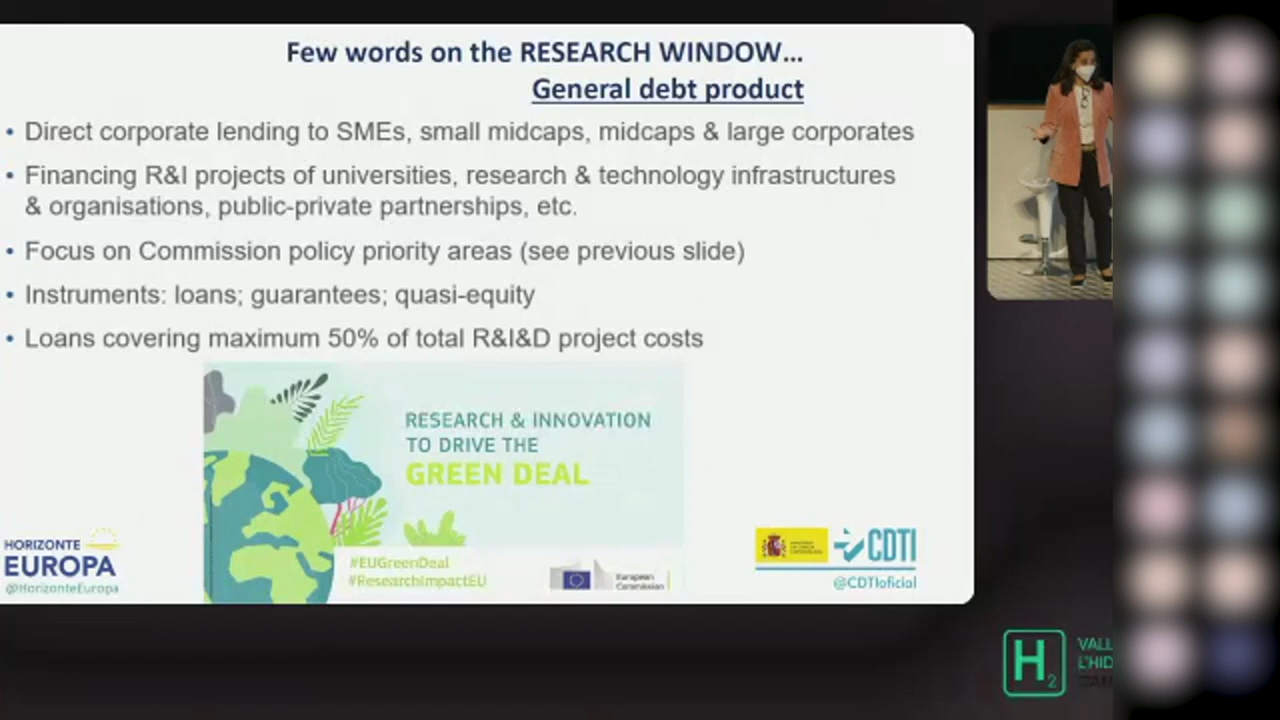 Few words on the RESEARCH WINDOW...
General debt product
• Direct corporate lending to SMEs, small midcaps, midcaps & large corporates
• Financing R&I projects of universities, research & technology infrastructures
& organisations, public-private partnerships, etc.
• Focus on Commission policy priority areas (see previous slide)
• Instruments: loans; guarantees; quasi-equity
• Loans covering maximum 50% of total R&I&D project costs
RESEARCH & INNOVATION
TO DRIVE THE
GREEN DEAL
#EUGreenDeal
#ResearchImpactEU
European
Commission
HORIZONTE
EUROPA
@HorizonteEuropa
CDTI
@CDTIoficial
H2
VALL
L'HID